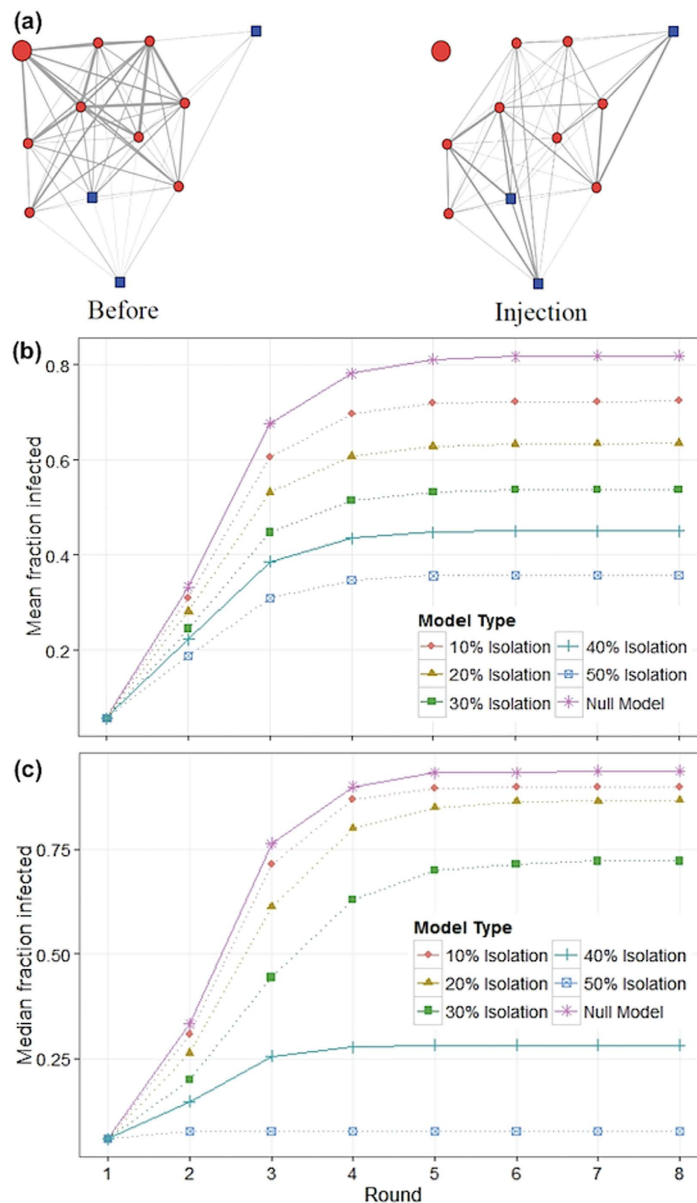 (a)
Before
Injection
(b)
Mean fraction infected
0.8
0.6
0.4
0.2
Model Type
10% Isolation
40% Isolation
20% Isolation
50% Isolation
30% Isolation
Null Model
(c)
Median fraction infected
0.75
0.50
0.25
Model Type
10% Isolation
40% Isolation
20% Isolation
50% Isolation
30% Isolation
Null Model
1 2 3 4 5 6 7 8
Round